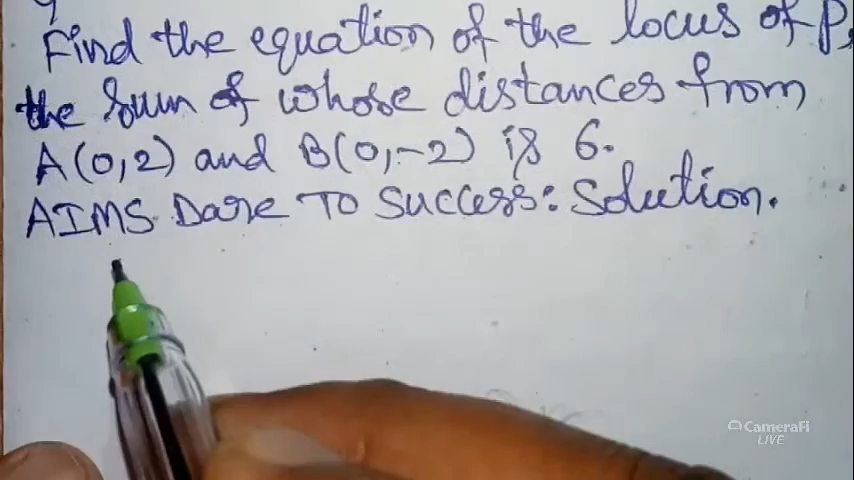 Find the equation of the locus of P,
the sum of whose distances from
A(0,2) and B(0,-2) is 6.
AIMS Dare To Success: Solution.
CameraFi
LIVE